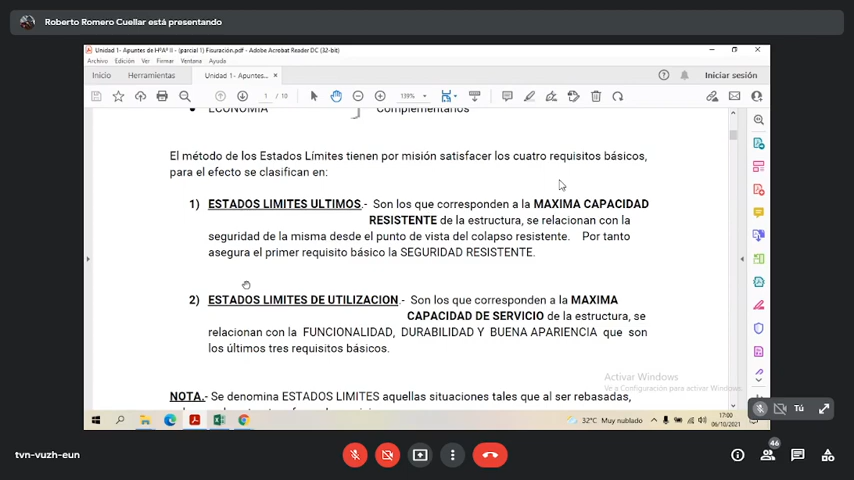 Roberto Romero Cuellar está presentando
Unidad 1- Apuntes de HºAº II - (parcial 1) Fisuración.pdf - Adobe Acrobat Reader DC (32-bit)
Archivo Edición Ver Firmar Ventana Ayuda
Inicio Herramientas Unidad 1- Apuntes... × Iniciar sesión
1 / 10 139%
ECONOMIA Complementarios
El método de los Estados Límites tienen por misión satisfacer los cuatro requisitos básicos,
para el efecto se clasifican en:
1) ESTADOS LIMITES ULTIMOS.- Son los que corresponden a la MAXIMA CAPACIDAD
RESISTENTE de la estructura, se relacionan con la
seguridad de la misma desde el punto de vista del colapso resistente. Por tanto
asegura el primer requisito básico la SEGURIDAD RESISTENTE.
2) ESTADOS LIMITES DE UTILIZACION.- Son los que corresponden a la MAXIMA
CAPACIDAD DE SERVICIO de la estructura, se
relacionan con la FUNCIONALIDAD, DURABILIDAD Y BUENA APARIENCIA que son
los últimos tres requisitos básicos.
Activar Windows
Ve a Configuración para activar Windows.
NOTA.- Se denomina ESTADOS LIMITES aquellas situaciones tales que al ser rebasadas,
Tú
32°C Muy nublado
17:00
06/10/2021
tvn-vuzh-eun
46